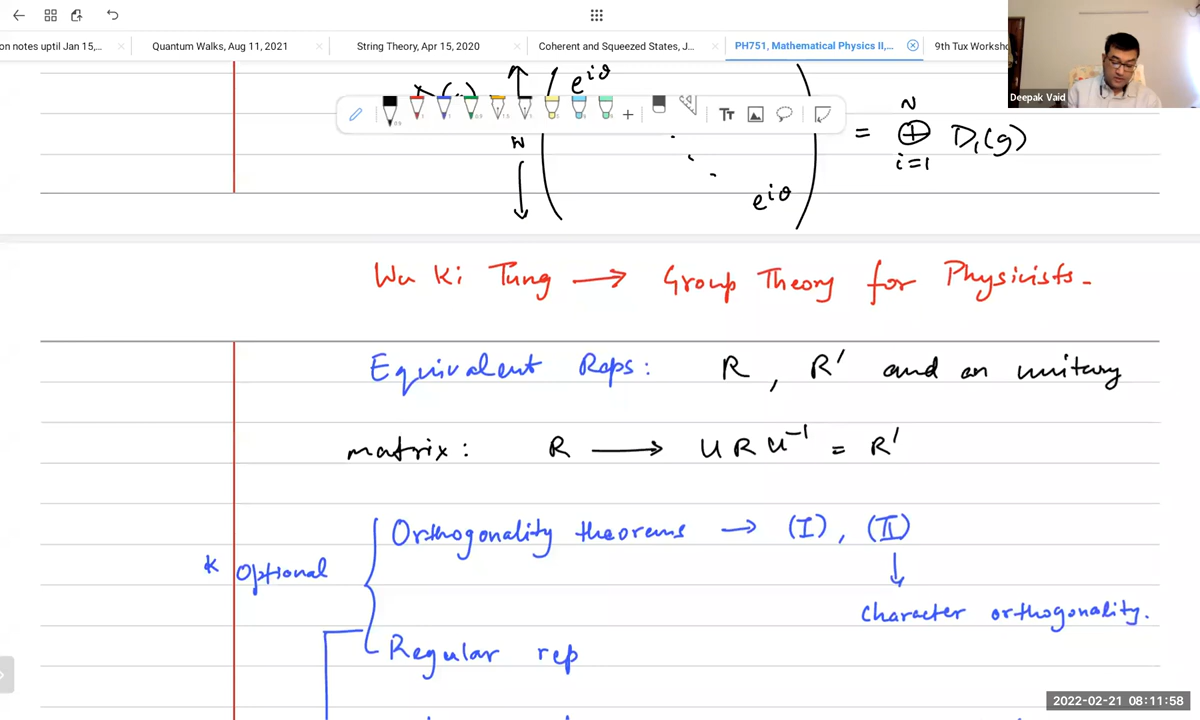 on notes uptil Jan 15,...
Quantum Walks, Aug 11, 2021
String Theory, Apr 15, 2020
Coherent and Squeezed States, J...
PH751, Mathematical Physics II,...
9th Tux Worksho
Deepak Vaid
Tт
e^{iθ}
= ⊕_{i=1}^{N} D_1(g)
e^{iθ}
Wu Ki Tung → Group Theory for Physicists.
Equivalent Reps: R, R' and an unitary
matrix: R → U R U^{-1} = R'
Orthogonality theorems → (I), (II)
* Optional
↓
Character orthogonality.
Regular rep
2022-02-21 08:11:58